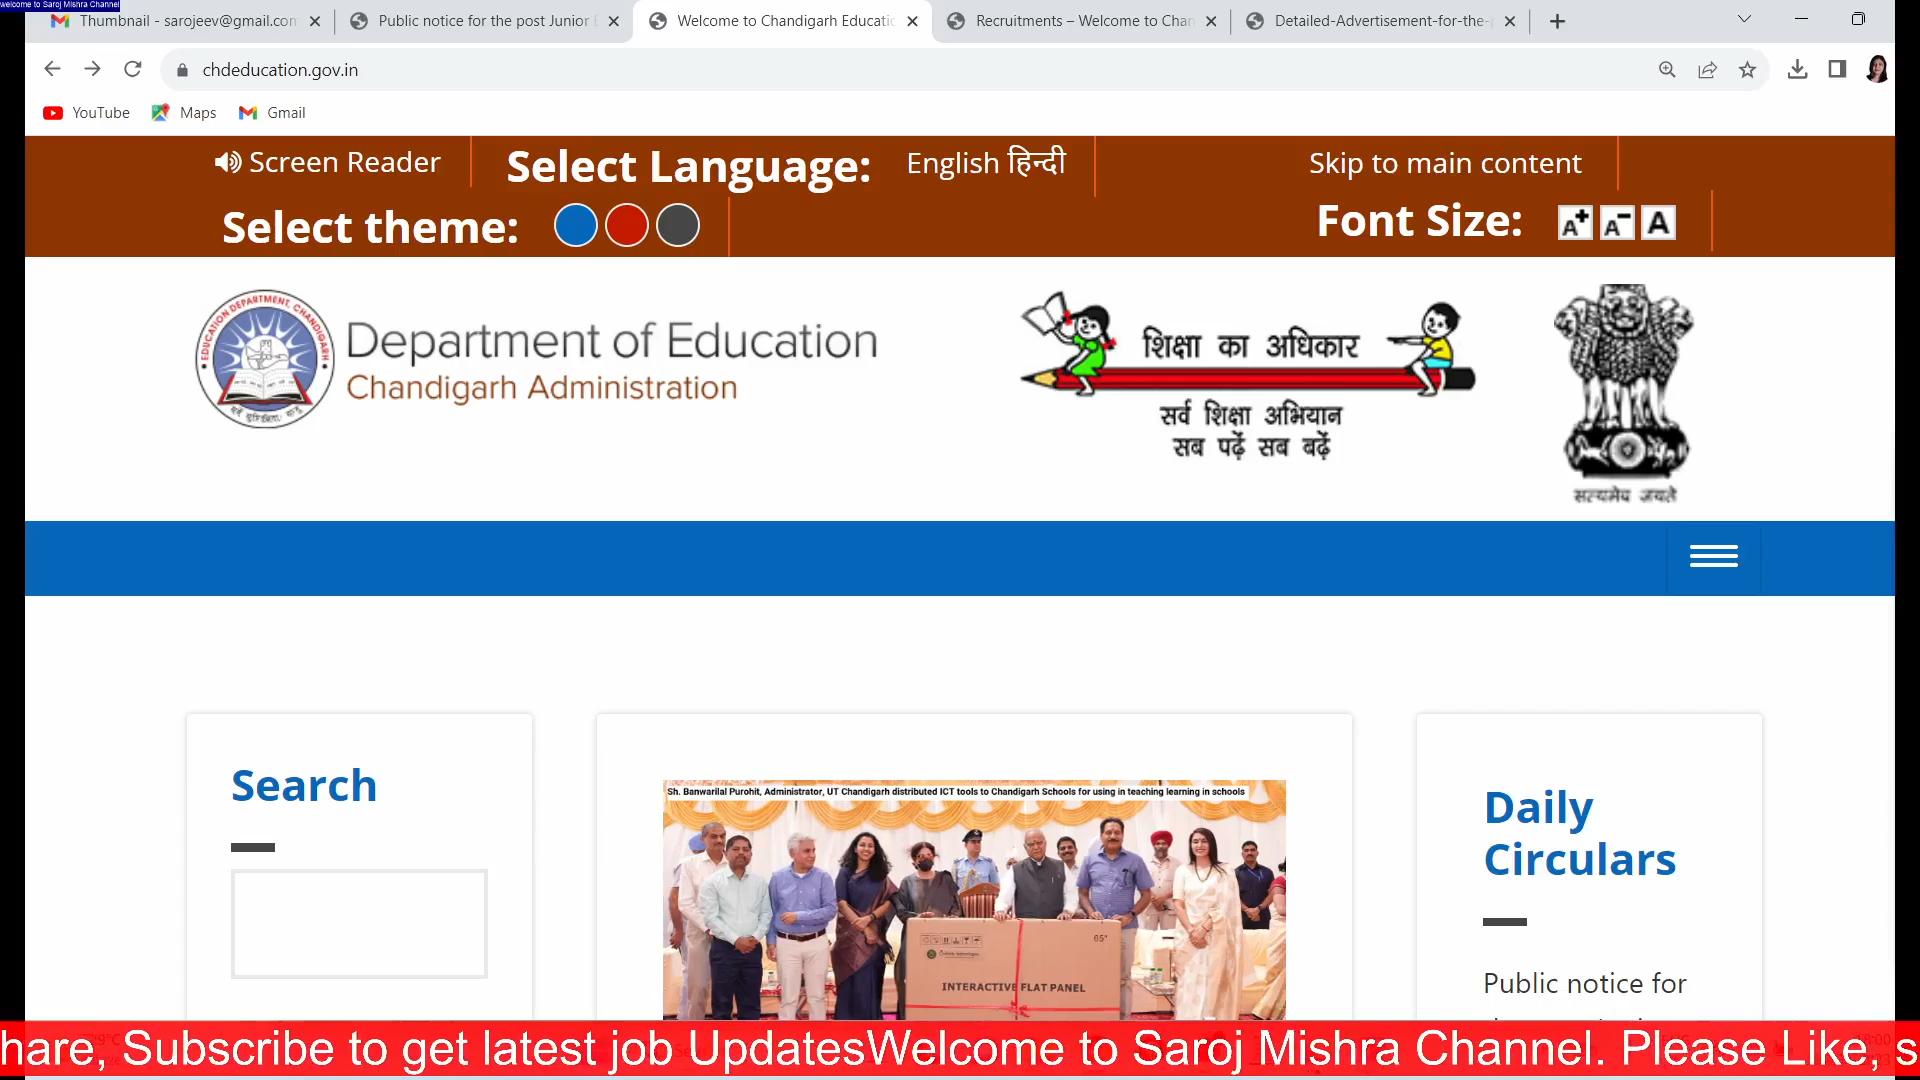 welcome to Saroj Mishra Channel
Thumbnail - sarojeev@gmail.com
Public notice for the post Junior
Welcome to Chandigarh Educatio
Recruitments – Welcome to Chan
Detailed-Advertisement-for-the-
chdeducation.gov.in
YouTube Maps Gmail
Screen Reader Select Language: English हिन्दी Skip to main content
Select theme: Font Size: A+ A- A
EDUCATION DEPARTMENT, CHANDIGARH
Department of Education
Chandigarh Administration
शिक्षा का अधिकार
सर्व शिक्षा अभियान
सब पढ़ें सब बढ़ें
सत्यमेव जयते
Search
Sh. Banwarilal Purohit, Administrator, UT Chandigarh distributed ICT tools to Chandigarh Schools for using in teaching learning in schools
65"
INTERACTIVE FLAT PANEL
Daily
Circulars
Public notice for
hare, Subscribe to get latest job UpdatesWelcome to Saroj Mishra Channel. Please Like, s